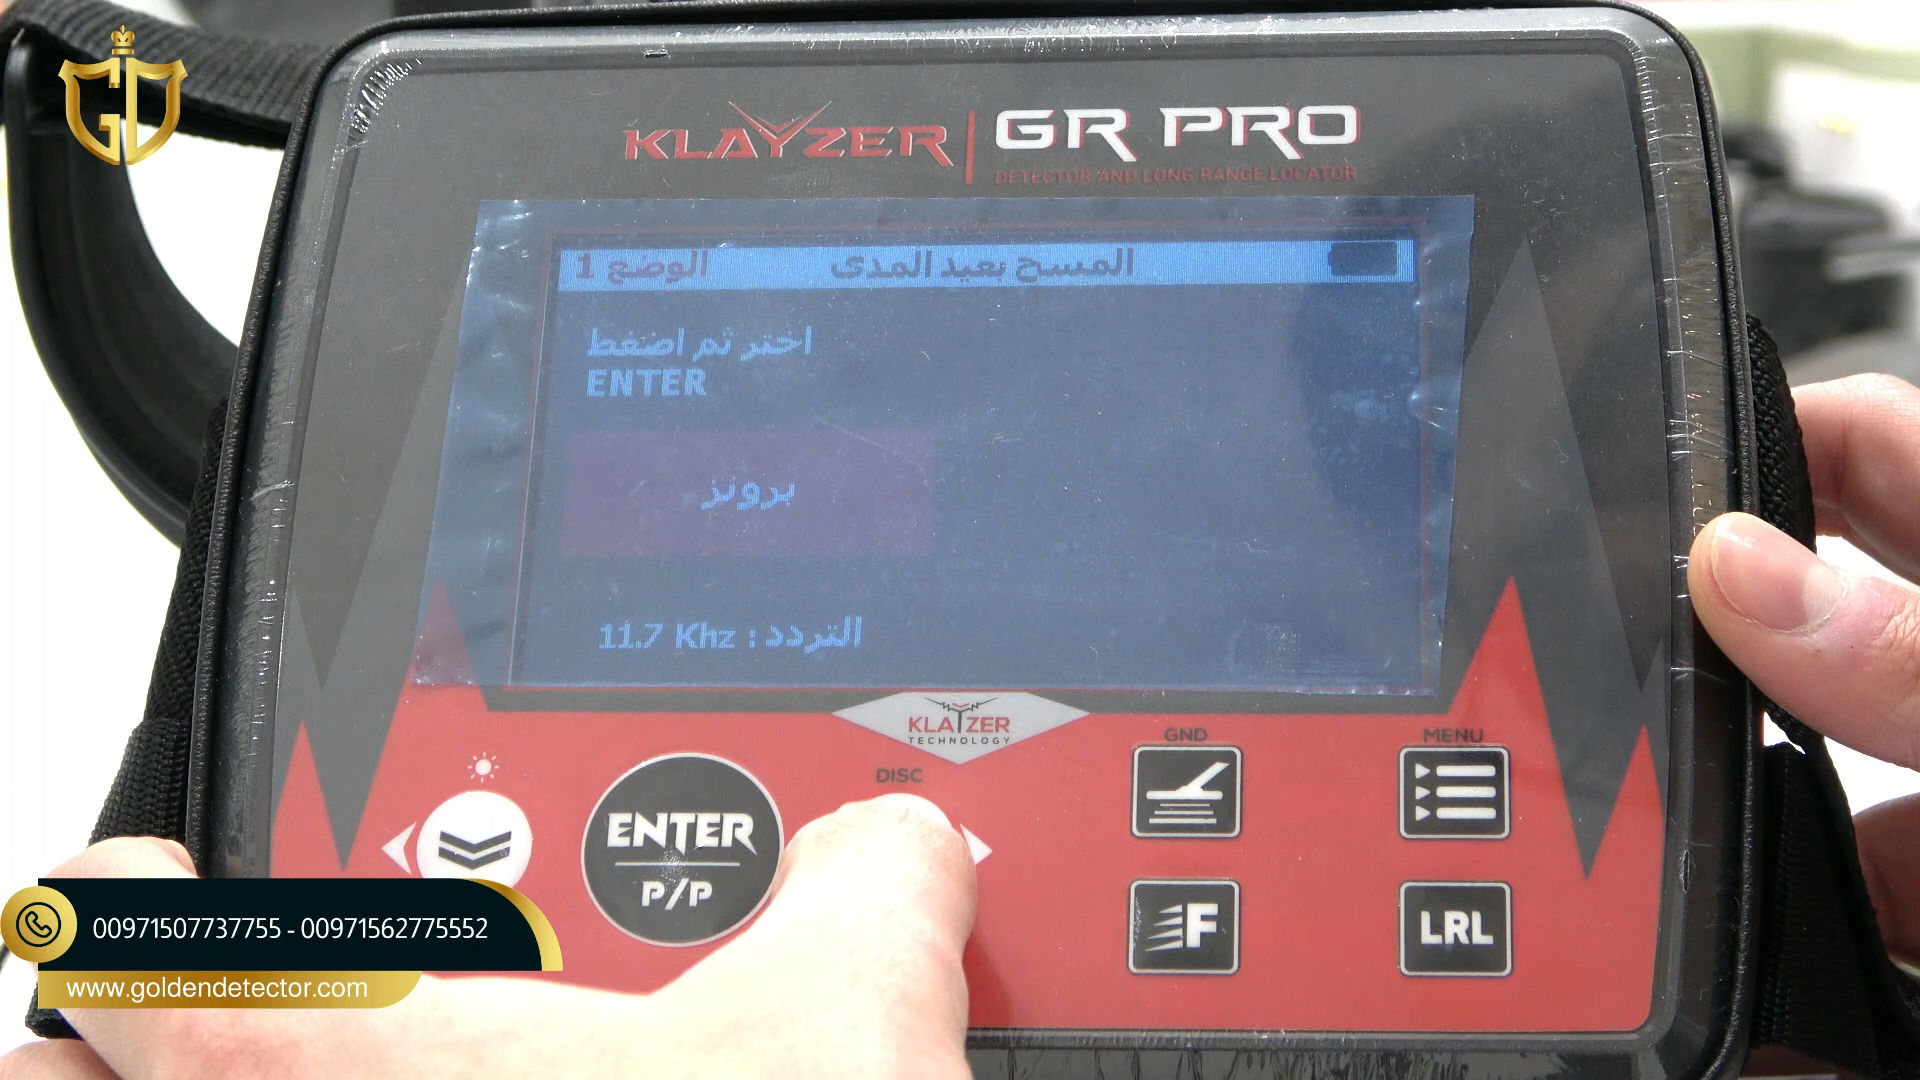 GD
KLAYZER | GR PRO
DETECTOR AND LONG RANGE LOCATOR
المسح بعيد المدى
الوضع 1
اختر ثم اضغط
ENTER
برونز
التردد : 11.7 Khz
KLAYZER
TECHNOLOGY
GND
MENU
DISC
ENTER
P/P
F
LRL
00971507737755 - 00971562775552
www.goldendetector.com